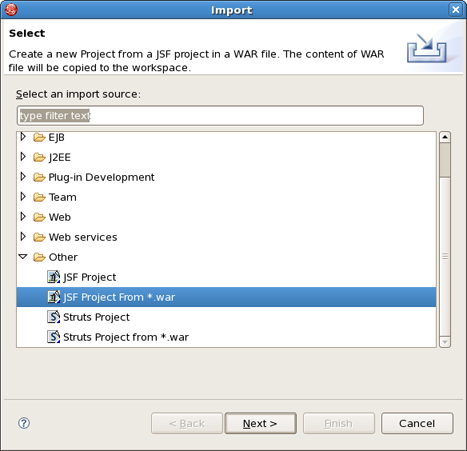 Import
Select
Create a new Project from a JSF project in a WAR file. The content of WAR
file will be copied to the workspace.
Select an import source:
type filter text
EJB
J2EE
Plug-in Development
Team
Web
Web services
Other
JSF Project
JSF Project From *.war
Struts Project
Struts Project from *.war
?
< Back
Next >
Finish
Cancel